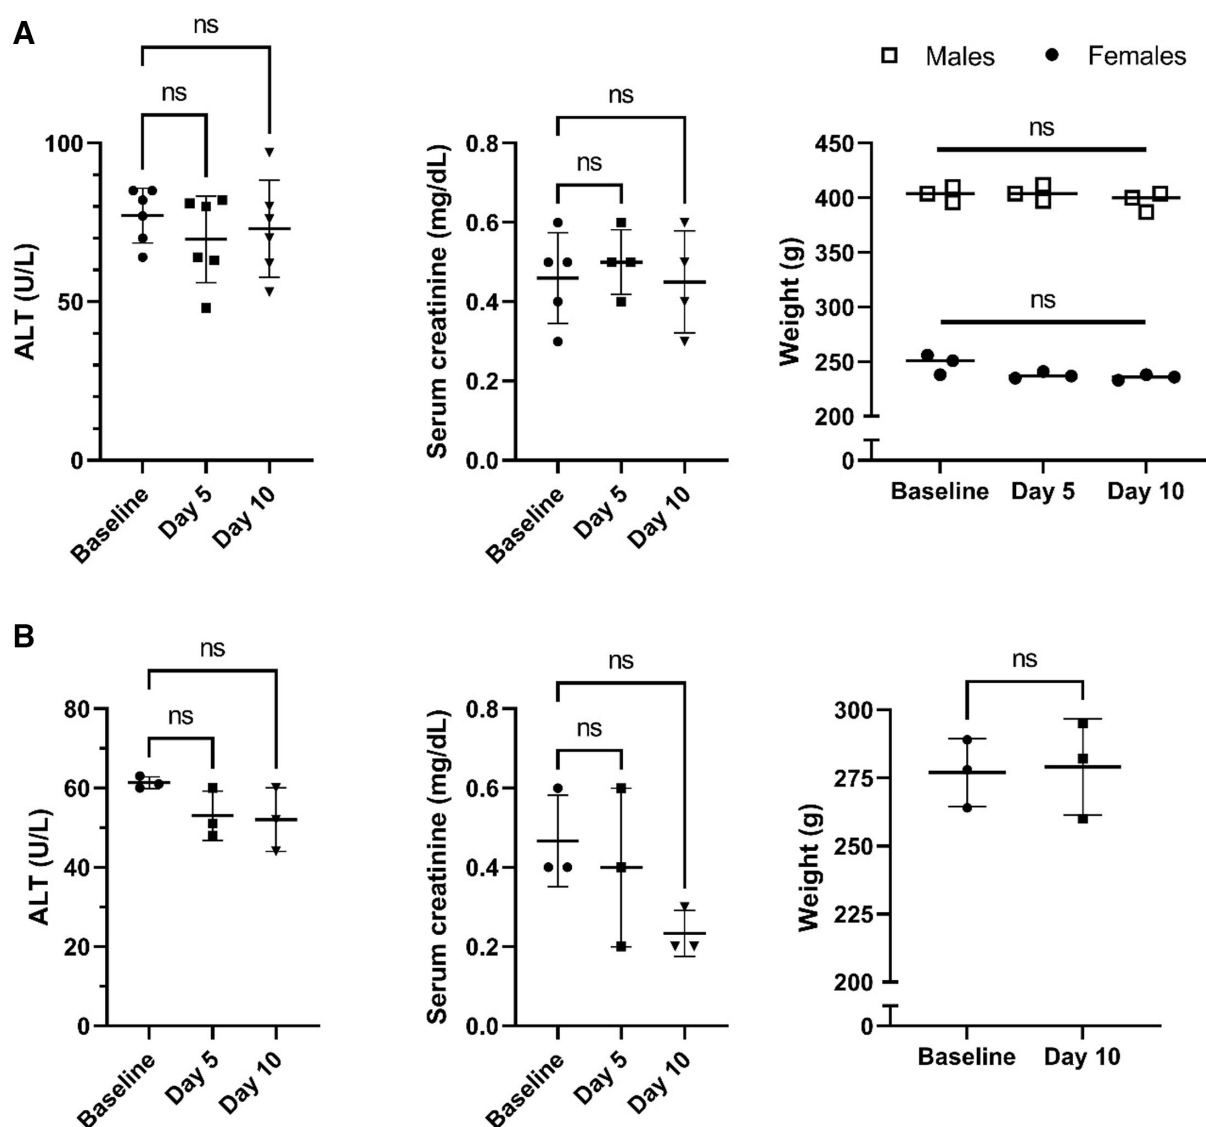 A
ns
ns
ALT (U/L)
100
50
0
Baseline
Day 5
Day 10
ns
ns
Serum creatinine (mg/dL)
0.8
0.6
0.4
0.2
0.0
Baseline
Day 5
Day 10
Males Females
ns
ns
Weight (g)
450
400
350
300
250
200
0
Baseline Day 5 Day 10
B
ns
ns
ALT (U/L)
80
60
40
20
0
Baseline
Day 5
Day 10
ns
ns
Serum creatinine (mg/dL)
0.8
0.6
0.4
0.2
0.0
Baseline
Day 5
Day 10
ns
Weight (g)
300
275
250
225
200
0
Baseline Day 10